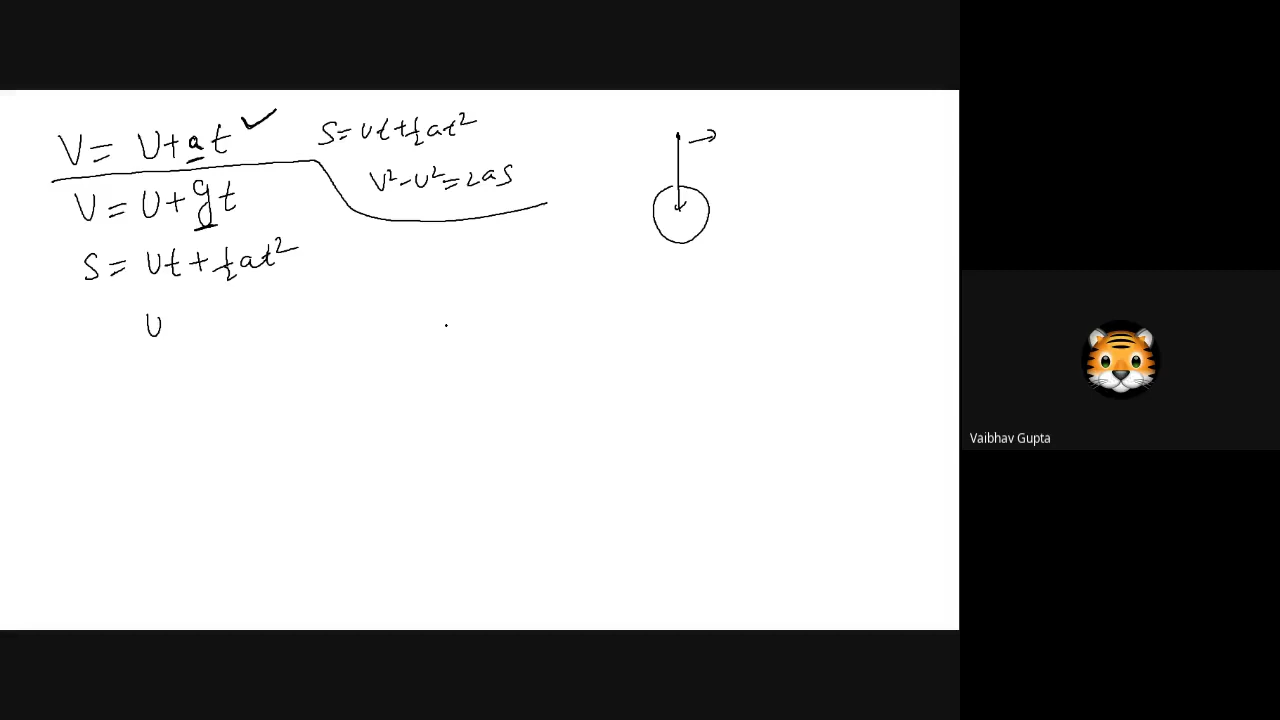 V = U + at ✓
S = Ut + ½at²
V² - U² = 2aS
V = U + gt
S = Ut + ½at²
U
Vaibhav Gupta